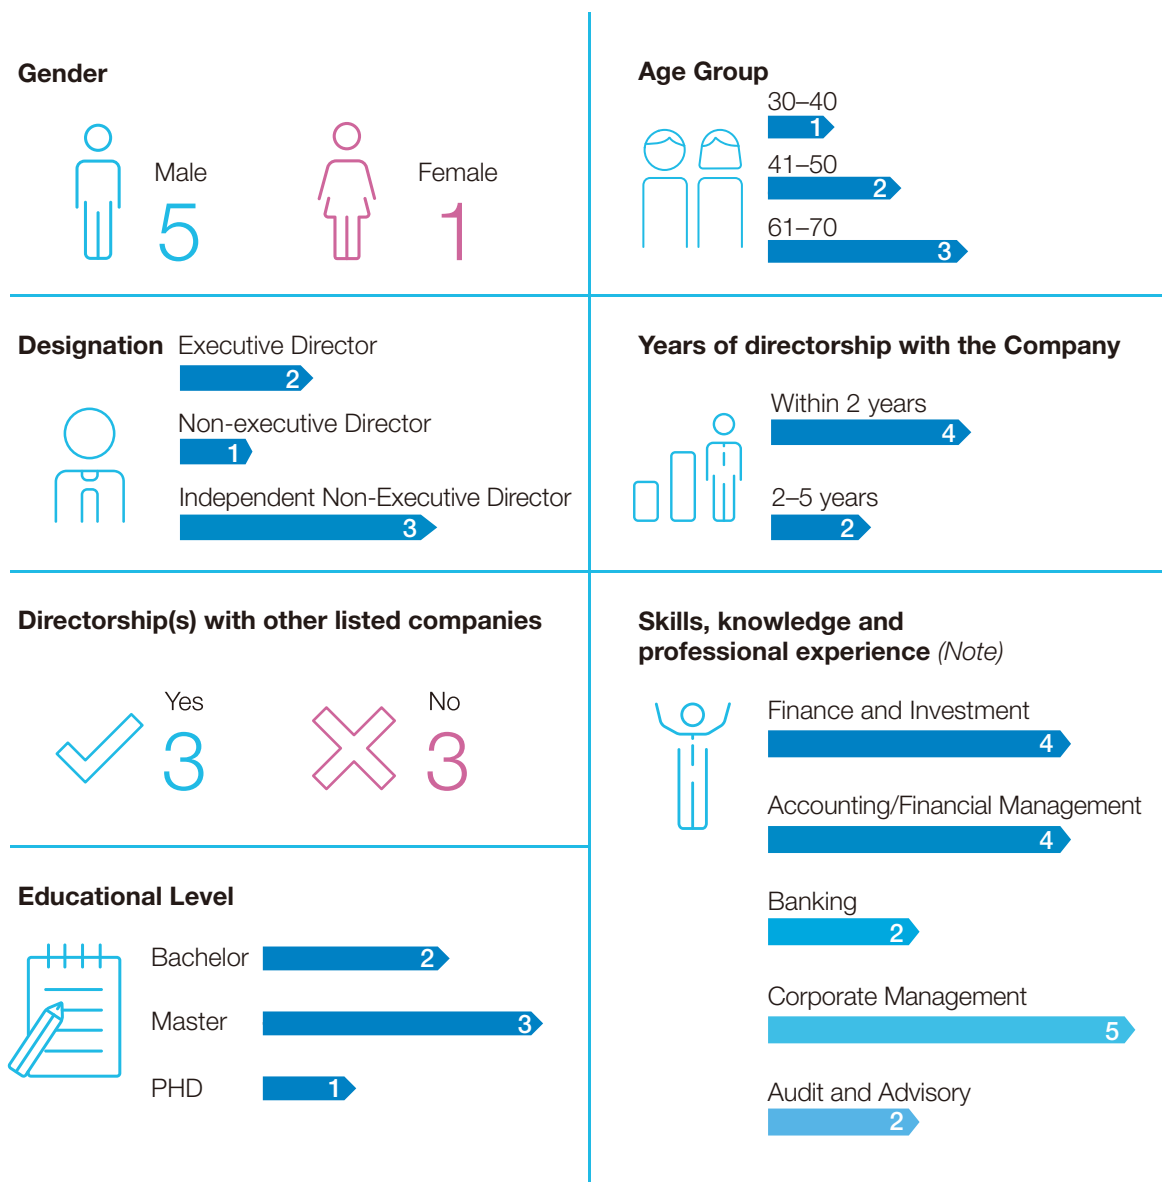 Gender
Male
5
Female
1
Age Group
30–40
1
41–50
2
61–70
3
Designation
Executive Director
2
Non-executive Director
1
Independent Non-Executive Director
3
Years of directorship with the Company
Within 2 years
4
2–5 years
2
Directorship(s) with other listed companies
Yes
3
No
3
Educational Level
Bachelor
2
Master
3
PHD
1
Skills, knowledge and
professional experience (Note)
Finance and Investment
4
Accounting/Financial Management
4
Banking
2
Corporate Management
5
Audit and Advisory
2